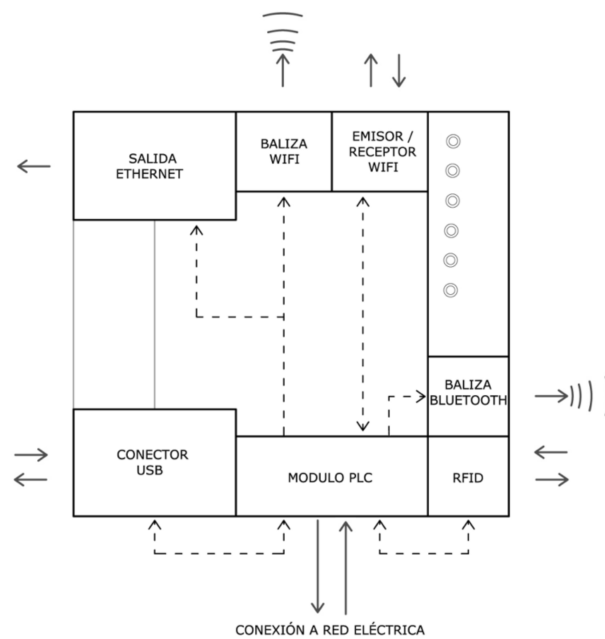 SALIDA
ETHERNET
BALIZA
WIFI
EMISOR /
RECEPTOR
WIFI
BALIZA
BLUETOOTH
CONECTOR
USB
MODULO PLC
RFID
CONEXIÓN A RED ELÉCTRICA